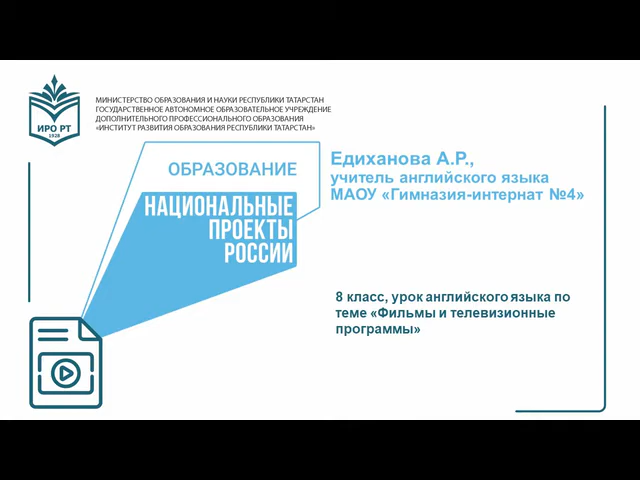 ИРО РТ
1928
МИНИСТЕРСТВО ОБРАЗОВАНИЯ И НАУКИ РЕСПУБЛИКИ ТАТАРСТАН
ГОСУДАРСТВЕННОЕ АВТОНОМНОЕ ОБРАЗОВАТЕЛЬНОЕ УЧРЕЖДЕНИЕ
ДОПОЛНИТЕЛЬНОГО ПРОФЕССИОНАЛЬНОГО ОБРАЗОВАНИЯ
«ИНСТИТУТ РАЗВИТИЯ ОБРАЗОВАНИЯ РЕСПУБЛИКИ ТАТАРСТАН»
ОБРАЗОВАНИЕ
НАЦИОНАЛЬНЫЕ
ПРОЕКТЫ
РОССИИ
Едиханова А.Р.,
учитель английского языка
МАОУ «Гимназия-интернат №4»
8 класс, урок английского языка по
теме «Фильмы и телевизионные
программы»